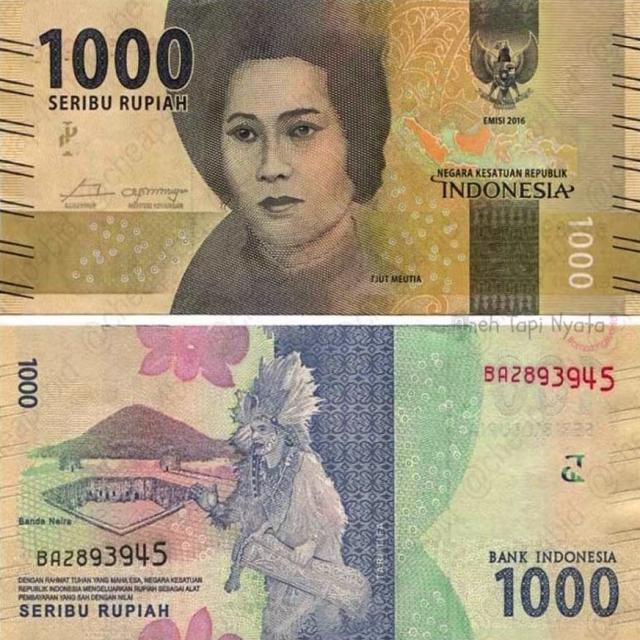 1000
SERIBU RUPIAH
EMISI 2016
NEGARA KESATUAN REPUBLIK
INDONESIA
1000
TJUT MEUTIA
Tapi Nyata
1000
BA2893945
Banda Neira
BA2893945
DENGAN RAHMAT TUHAN YANG MAHA ESA, NEGARA KESATUAN
REPUBLIK INDONESIA MENGELUARKAN RUPIAH SEBAGAI ALAT
PEMBAYARAN YANG SAH DENGAN NILAI
SERIBU RUPIAH
BANK INDONESIA
1000